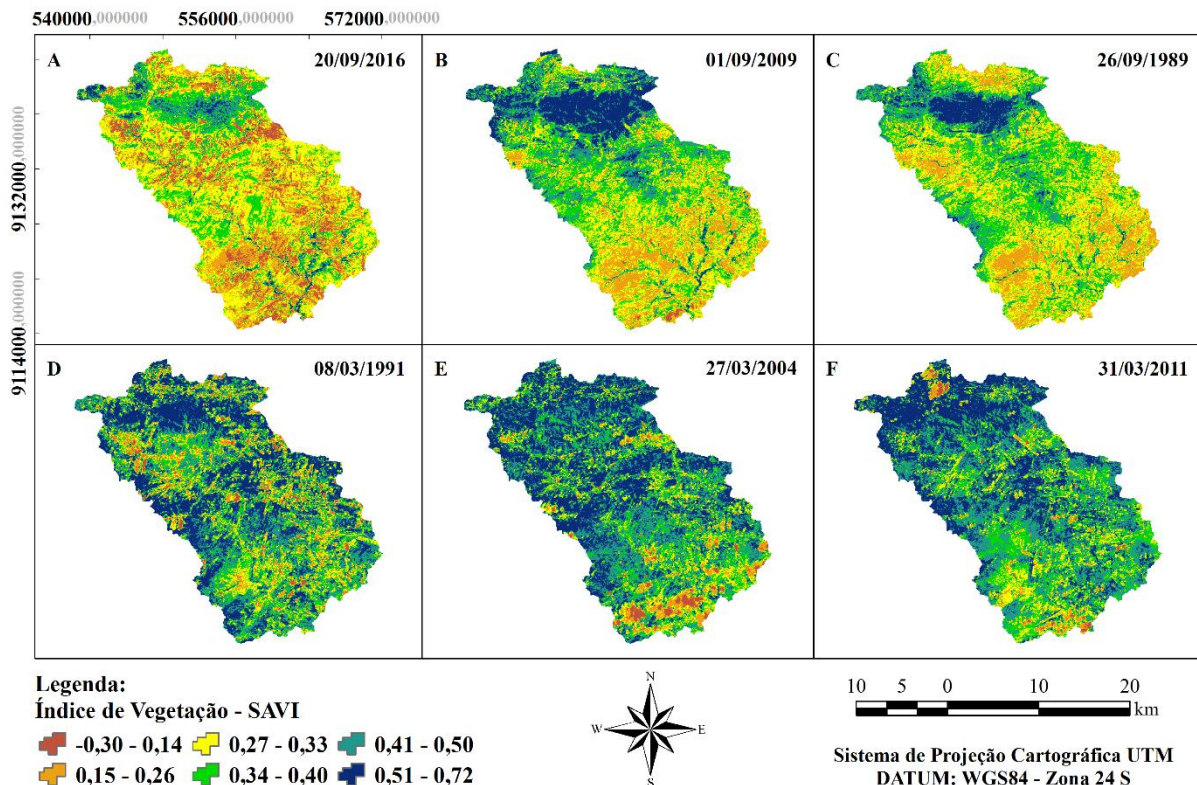 540000,000000 556000,000000 572000,000000
A 20/09/2016
B 01/09/2009
C 26/09/1989
9132000,000000
9114000,000000
D 08/03/1991
E 27/03/2004
F 31/03/2011
Legenda:
Índice de Vegetação - SAVI
-0,30 - 0,14 0,27 - 0,33 0,41 - 0,50
0,15 - 0,26 0,34 - 0,40 0,51 - 0,72
N
W E
S
10 5 0 10 20
km
Sistema de Projeção Cartográfica UTM
DATUM: WGS84 - Zona 24 S